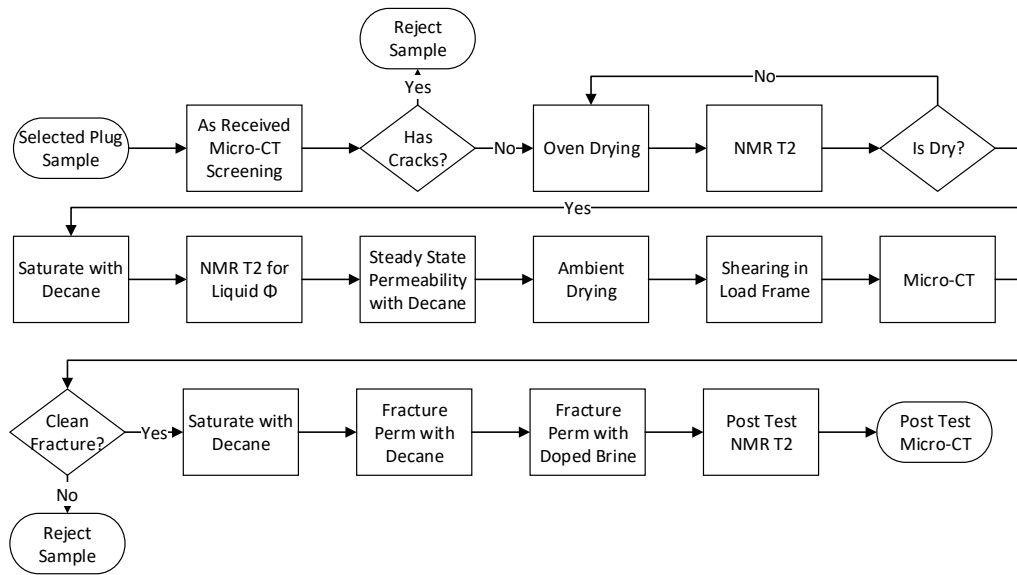 Reject
Sample
Yes
No
Selected Plug
Sample
As Received
Micro-CT
Screening
Has
Cracks?
No
Oven Drying
NMR T2
Is Dry?
Yes
Saturate with
Decane
NMR T2 for
Liquid Φ
Steady State
Permeability
with Decane
Ambient
Drying
Shearing in
Load Frame
Micro-CT
Clean
Fracture?
Yes
Saturate with
Decane
Fracture
Perm with
Decane
Fracture
Perm with
Doped Brine
Post Test
NMR T2
Post Test
Micro-CT
No
Reject
Sample